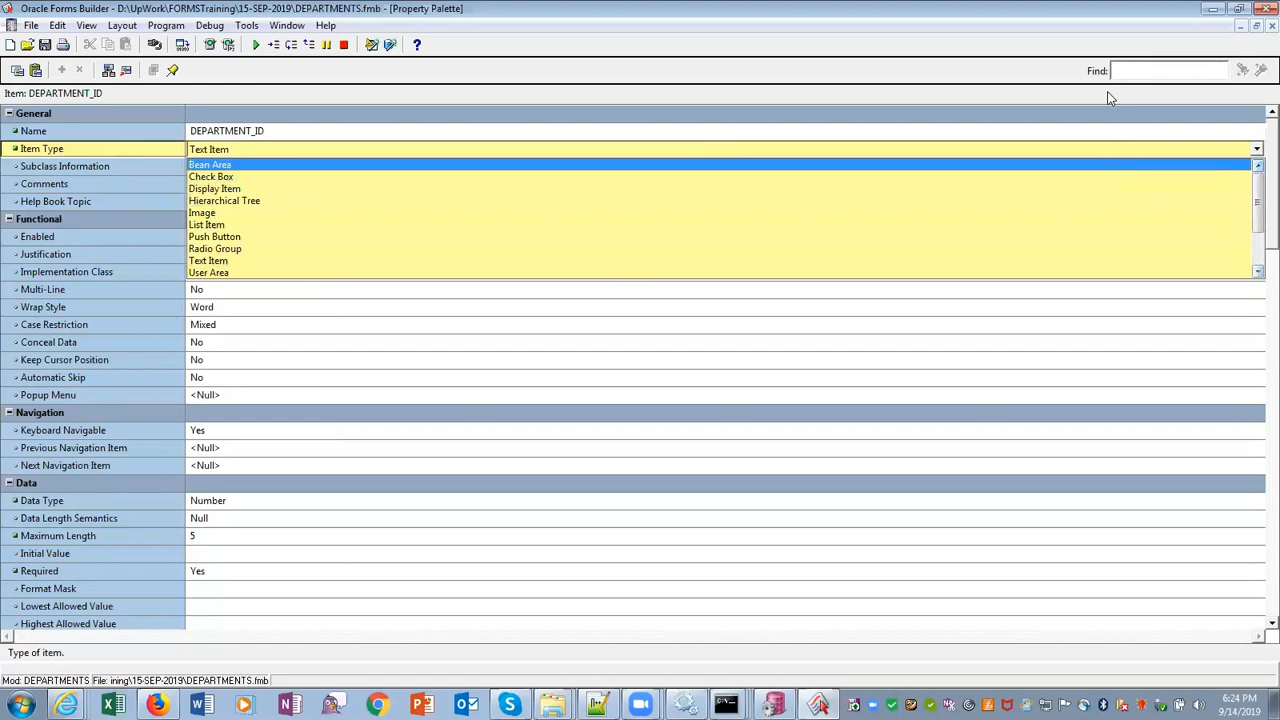 Oracle Forms Builder - D:\UpWork\FORMSTraining\15-SEP-2019\DEPARTMENTS.fmb - [Property Palette]
File Edit View Layout Program Debug Tools Window Help
Find:
Item: DEPARTMENT_ID
General
Name DEPARTMENT_ID
Item Type Text Item
Subclass Information Bean Area
Check Box
Comments Display Item
Help Book Topic Hierarchical Tree
Functional Image
List Item
Enabled Push Button
Justification Radio Group
Text Item
Implementation Class User Area
Multi-Line No
Wrap Style Word
Case Restriction Mixed
Conceal Data No
Keep Cursor Position No
Automatic Skip No
Popup Menu <Null>
Navigation
Keyboard Navigable Yes
Previous Navigation Item <Null>
Next Navigation Item <Null>
Data
Data Type Number
Data Length Semantics Null
Maximum Length 5
Initial Value
Required Yes
Format Mask
Lowest Allowed Value
Highest Allowed Value
Type of item.
Mod: DEPARTMENTS File: ining\15-SEP-2019\DEPARTMENTS.fmb
6:24 PM
9/14/2019